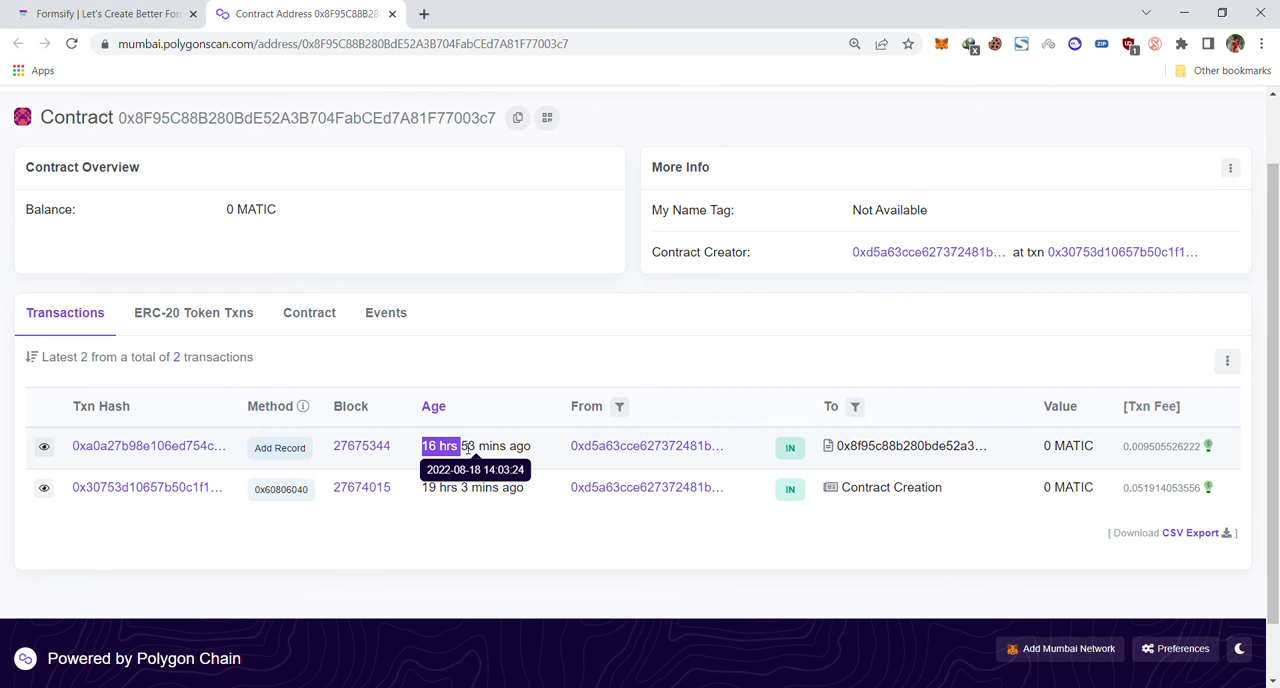 Formsify | Let's Create Better For
Contract Address 0x8F95C88B28
mumbai.polygonscan.com/address/0x8F95C88B280BdE52A3B704FabCEd7A81F77003c7
Apps
Other bookmarks
Contract 0x8F95C88B280BdE52A3B704FabCEd7A81F77003c7
Contract Overview
Balance: 0 MATIC
More Info
My Name Tag: Not Available
Contract Creator: 0xd5a63cce627372481b... at txn 0x30753d10657b50c1f1...
Transactions ERC-20 Token Txns Contract Events
Latest 2 from a total of 2 transactions
Txn Hash Method Block Age From To Value [Txn Fee]
0xa0a27b98e106ed754c... Add Record 27675344 16 hrs 53 mins ago 0xd5a63cce627372481b... IN 0x8f95c88b280bde52a3... 0 MATIC 0.009505526222
2022-08-18 14:03:24
0x30753d10657b50c1f1... 0x60806040 27674015 19 hrs 3 mins ago 0xd5a63cce627372481b... IN Contract Creation 0 MATIC 0.051914053556
[ Download CSV Export ]
Powered by Polygon Chain
Add Mumbai Network
Preferences